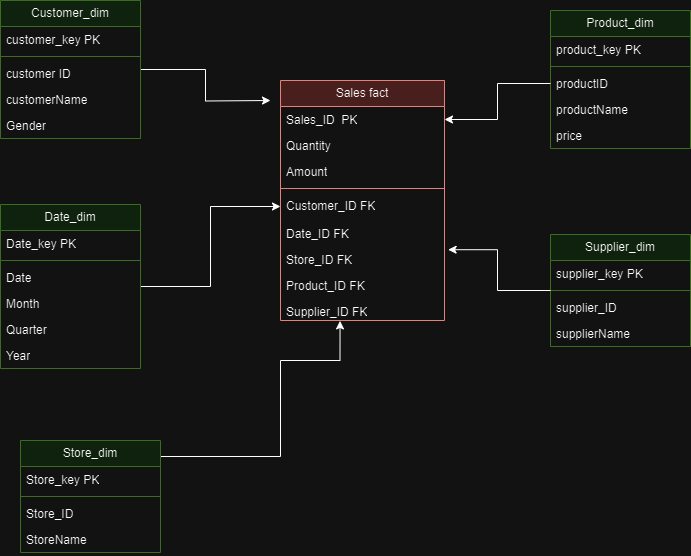 Customer_dim
customer_key PK
customer ID
customerName
Gender
Product_dim
product_key PK
productID
productName
price
Sales fact
Sales_ID  PK
Quantity
Amount
Customer_ID FK
Date_ID FK
Store_ID FK
Product_ID FK
Supplier_ID FK
Date_dim
Date_key PK
Date
Month
Quarter
Year
Supplier_dim
supplier_key PK
supplier_ID
supplierName
Store_dim
Store_key PK
Store_ID
StoreName